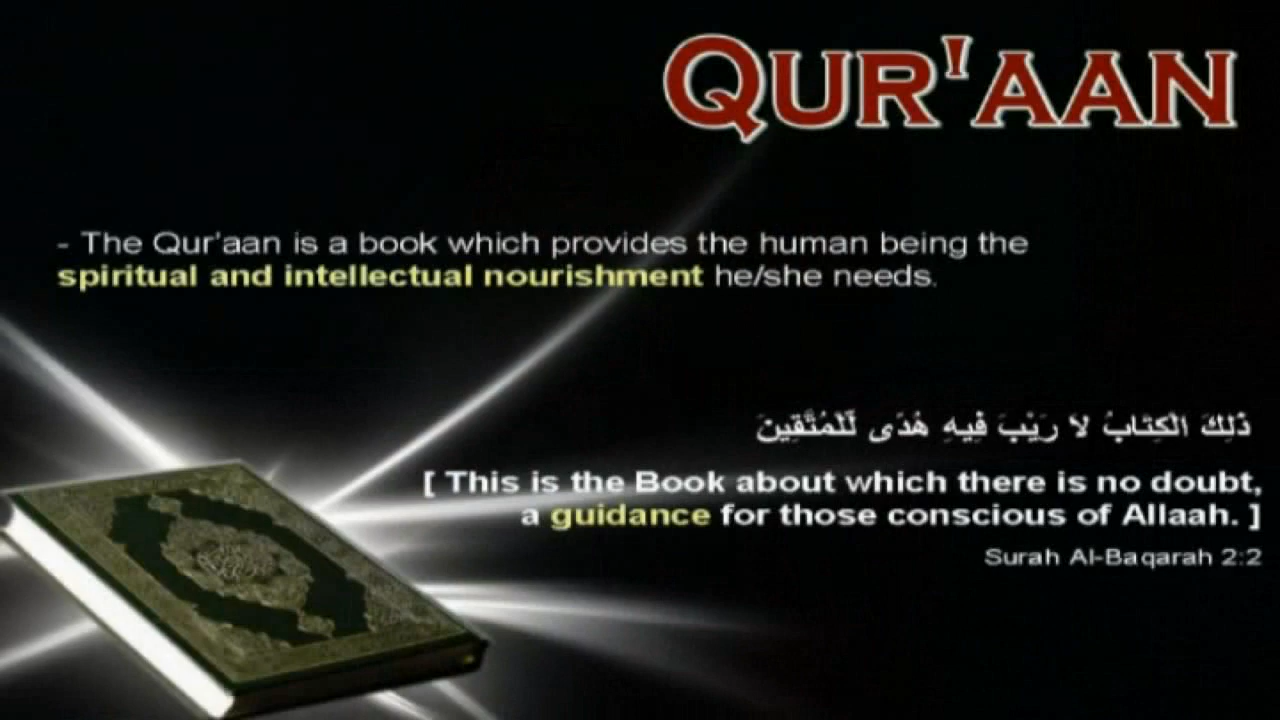 QUR'AAN
- The Qur'aan is a book which provides the human being the
spiritual and intellectual nourishment he/she needs.
ذَلِكَ الْكِتَابُ لاَ رَيْبَ فِيهِ هُدًى لِّلْمُتَّقِينَ
[ This is the Book about which there is no doubt,
a guidance for those conscious of Allaah. ]
Surah Al-Baqarah 2:2